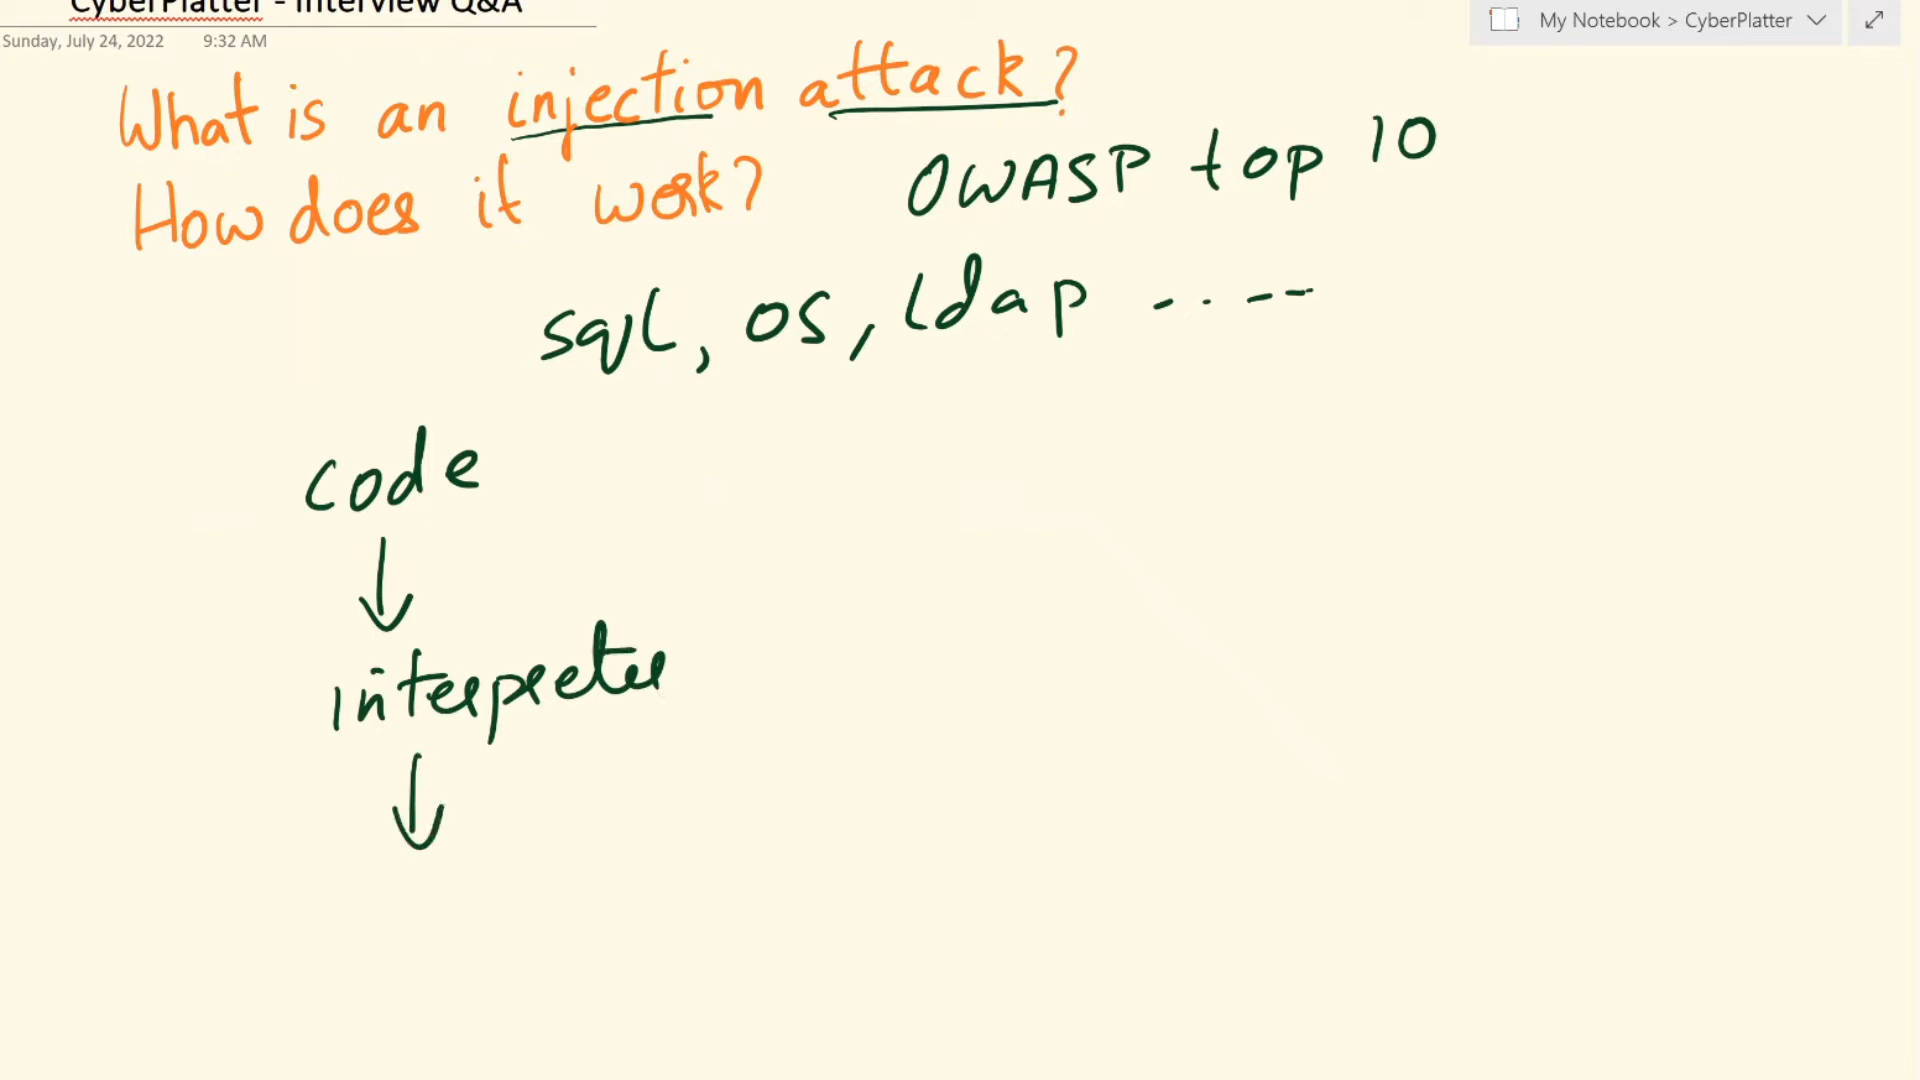 CyberPlatter - Interview Q&A
My Notebook > CyberPlatter
Sunday, July 24, 2022 9:32 AM
What is an injection attack?
How does it work?
OWASP top 10
sql, os, ldap . . - -
code
interpreter